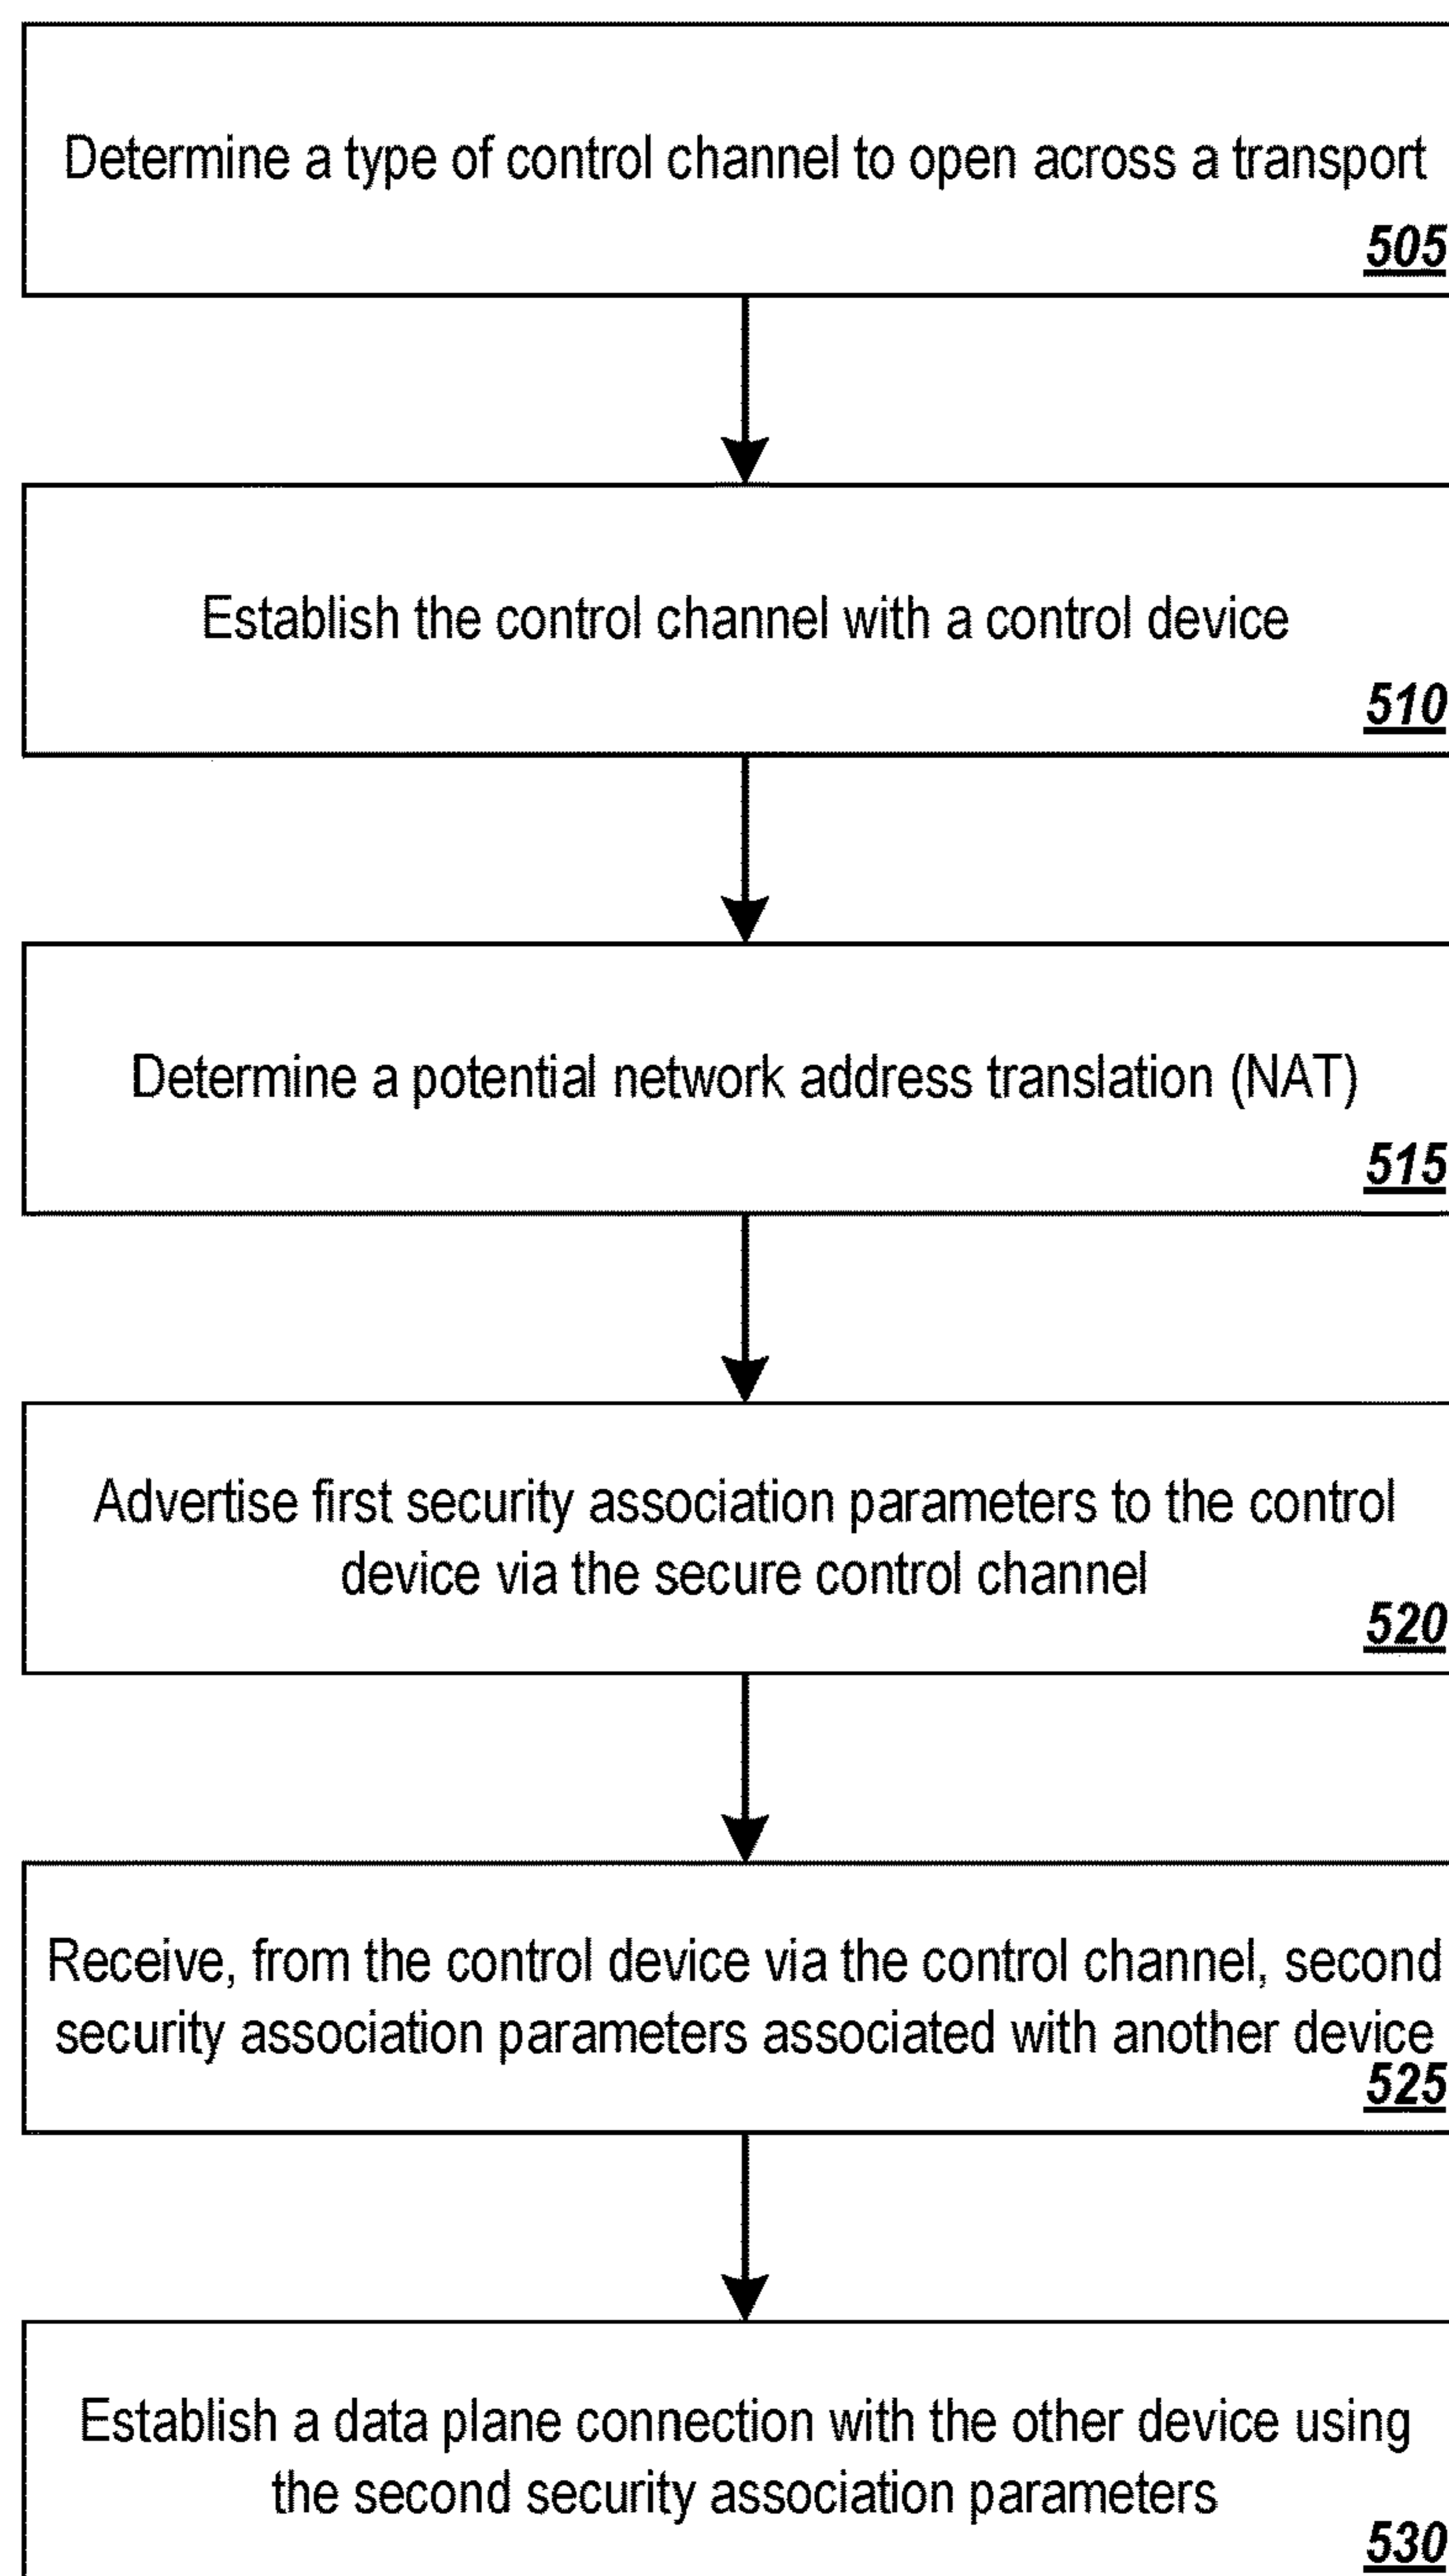 Determine a type of control channel to open across a transport
505
Establish the control channel with a control device
510
Determine a potential network address translation (NAT)
515
Advertise first security association parameters to the control
device via the secure control channel
520
Receive, from the control device via the control channel, second
security association parameters associated with another device
525
Establish a data plane connection with the other device using
the second security association parameters
530